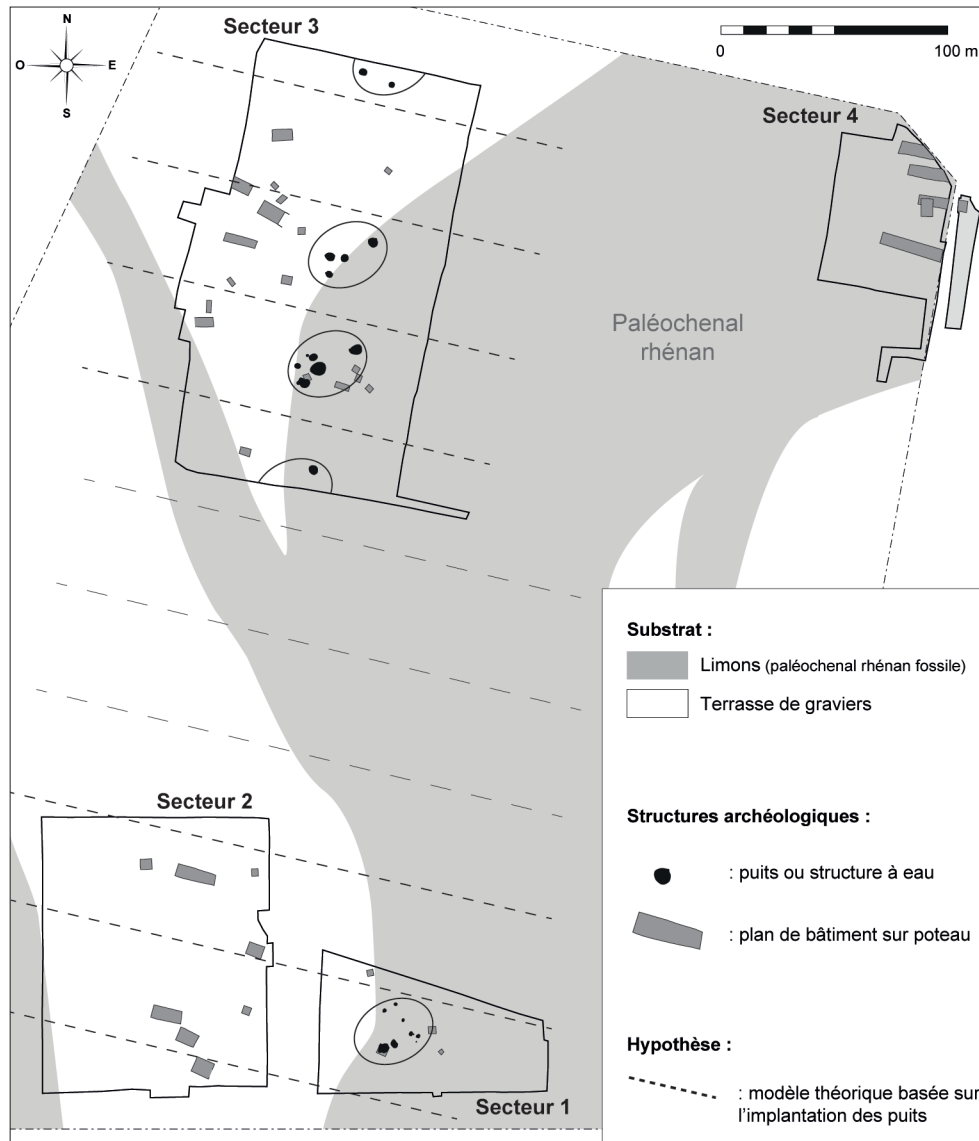 Secteur 3
N
O
E
S
0
100 m
Secteur 4
Paléochenal
rhénan
Secteur 2
Secteur 1
Substrat :
Limons (paléochenal rhénan fossile)
Terrasse de graviers
Structures archéologiques :
: puits ou structure à eau
: plan de bâtiment sur poteau
Hypothèse :
: modèle théorique basée sur
l'implantation des puits